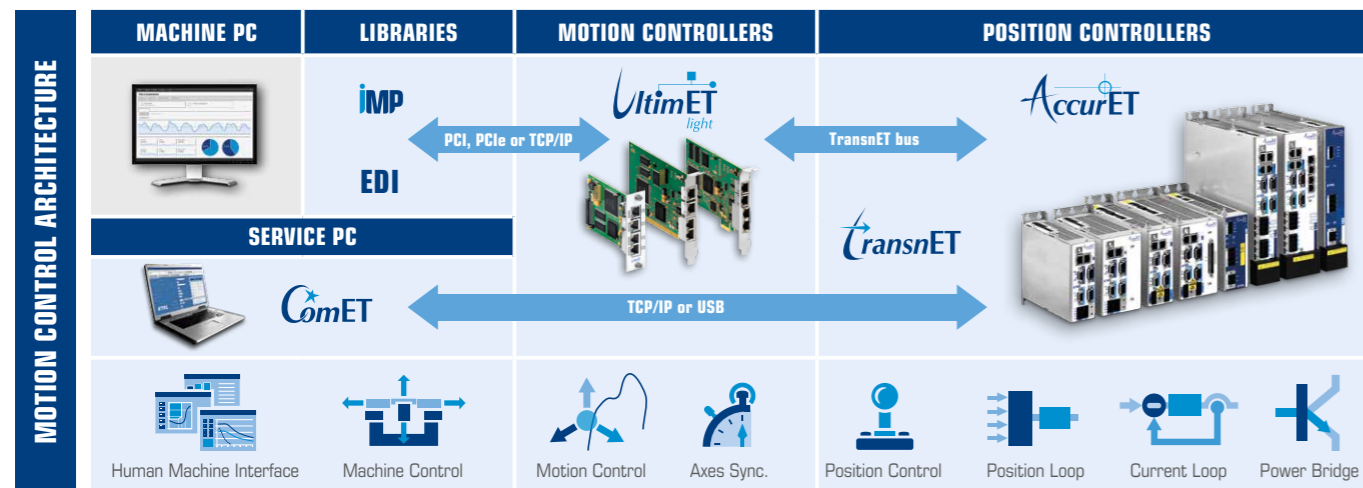 MOTION CONTROL ARCHITECTURE
MACHINE PC
LIBRARIES
MOTION CONTROLLERS
POSITION CONTROLLERS
iMP
EDI
PCI, PCIe or TCP/IP
UltimET
light
TransnET bus
AccurET
TransnET
SERVICE PC
ComET
TCP/IP or USB
Human Machine Interface
Machine Control
Motion Control
Axes Sync.
Position Control
Position Loop
Current Loop
Power Bridge